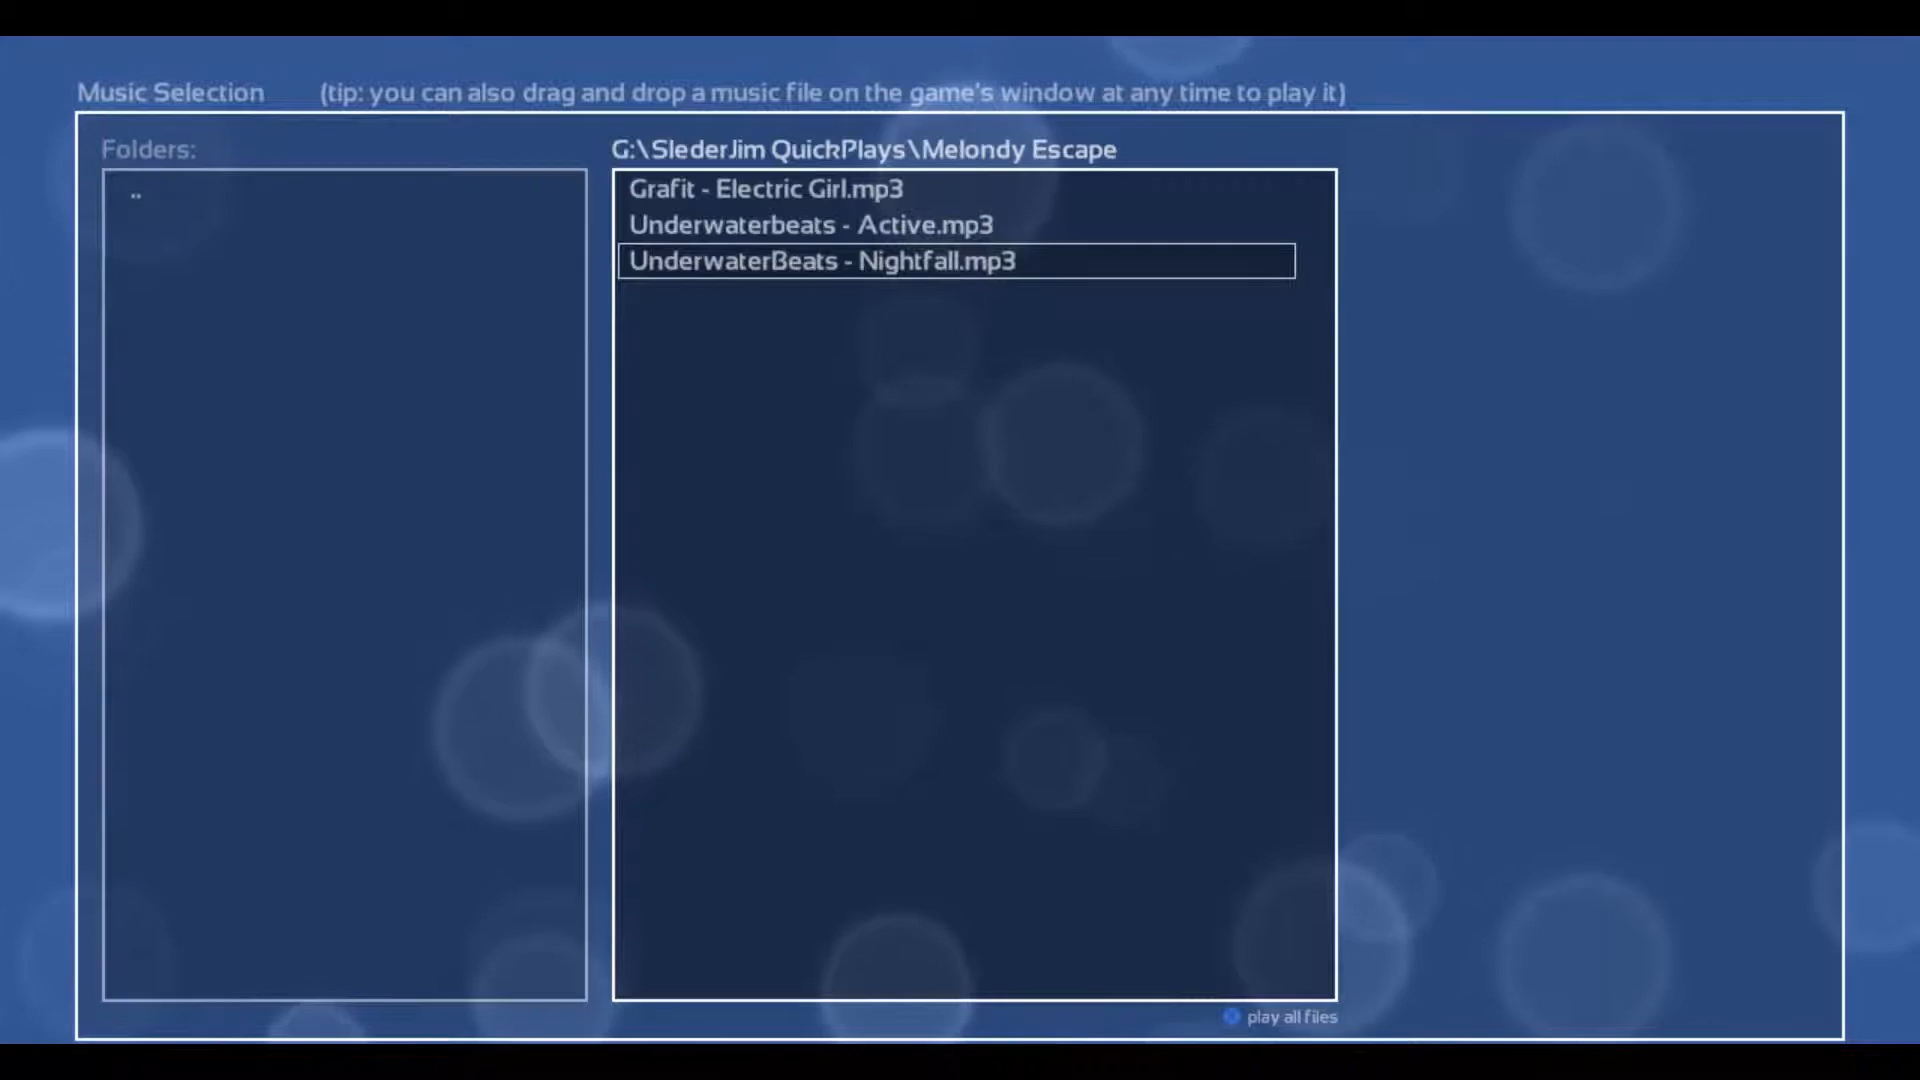 Music Selection (tip: you can also drag and drop a music file on the game's window at any time to play it)
Folders:
..
G:\SlederJim QuickPlays\Melondy Escape
Grafit - Electric Girl.mp3
Underwaterbeats - Active.mp3
UnderwaterBeats - Nightfall.mp3
play all files